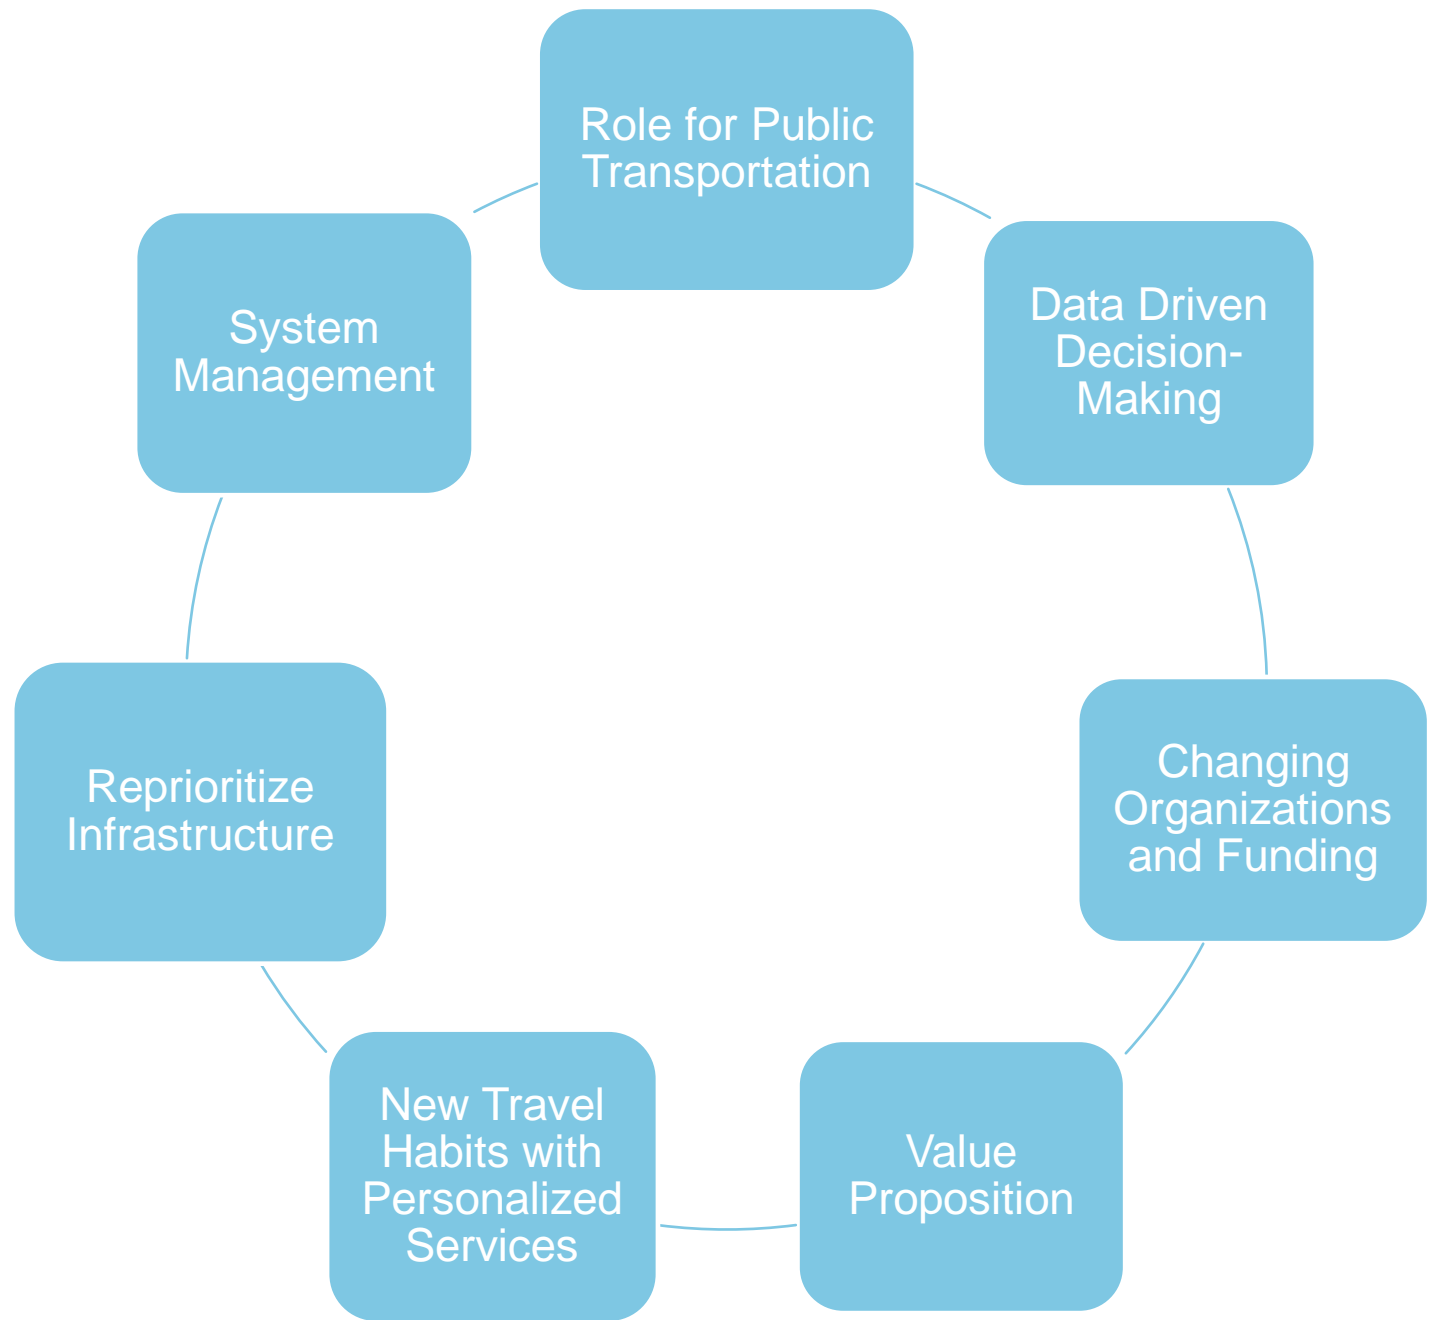 Role for Public
Transportation
Data Driven
Decision-
Making
Changing
Organizations
and Funding
Value
Proposition
New Travel
Habits with
Personalized
Services
Reprioritize
Infrastructure
System
Management